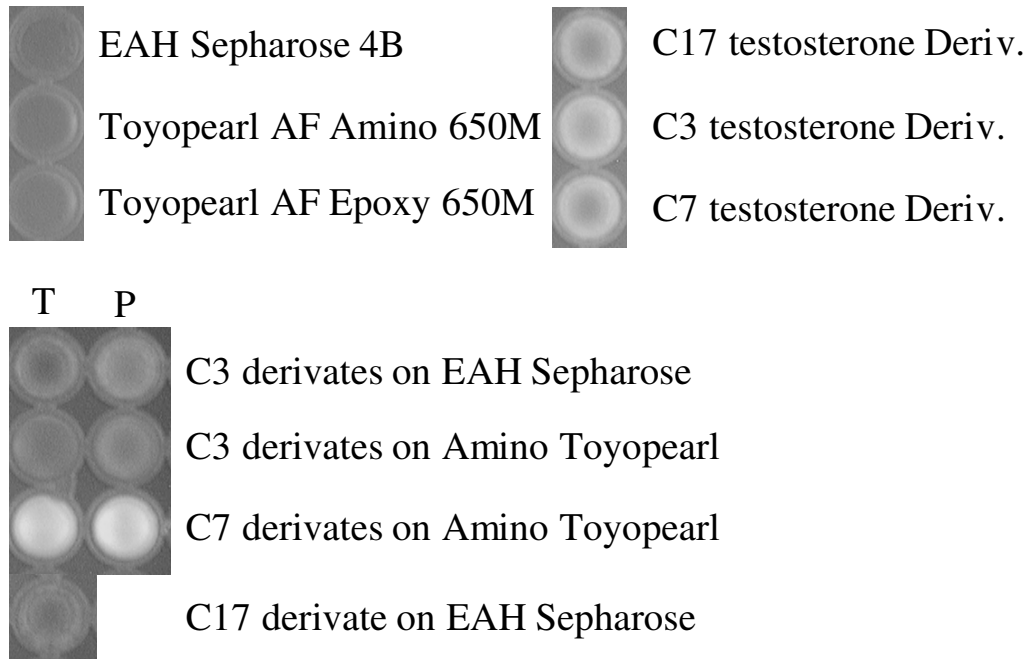 EAH Sepharose 4B
Toyopearl AF Amino 650M
Toyopearl AF Epoxy 650M
C17 testosterone Deriv.
C3 testosterone Deriv.
C7 testosterone Deriv.
T P
C3 derivates on EAH Sepharose
C3 derivates on Amino Toyopearl
C7 derivates on Amino Toyopearl
C17 derivate on EAH Sepharose